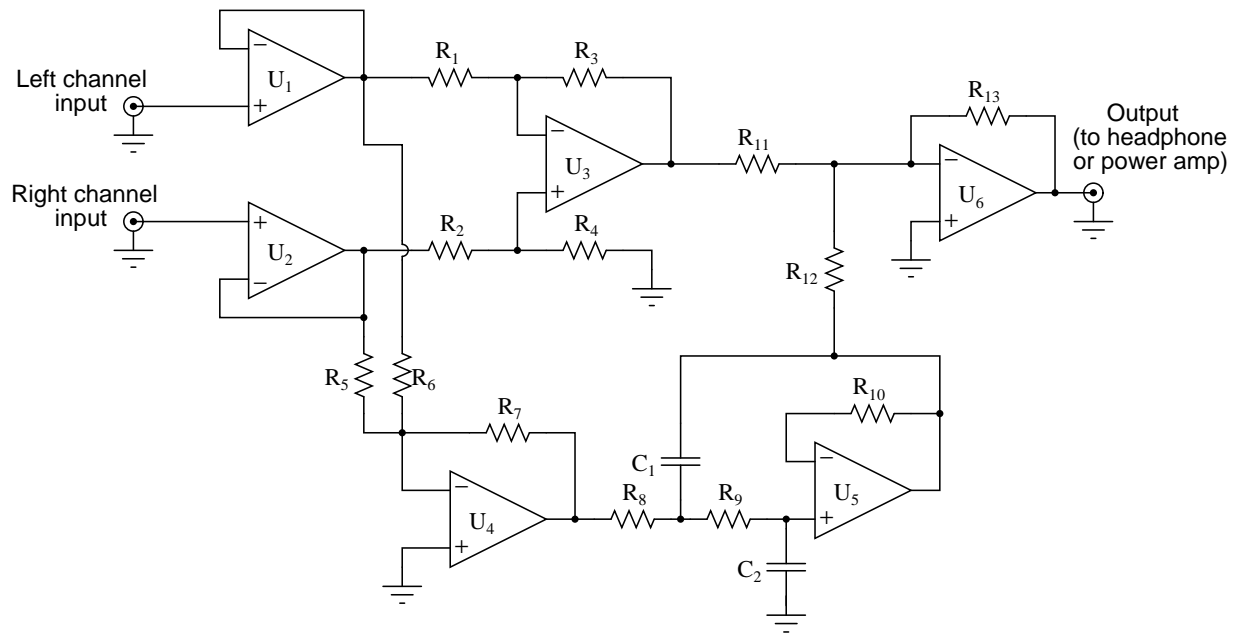 Left channel
input
Right channel
input
−
+
U1
+
−
U2
R1
R3
−
+
U3
R2
R4
R5
R6
R7
−
+
U4
R8
R9
C1
C2
R10
−
+
U5
R11
R12
R13
−
+
U6
Output
(to headphone
or power amp)